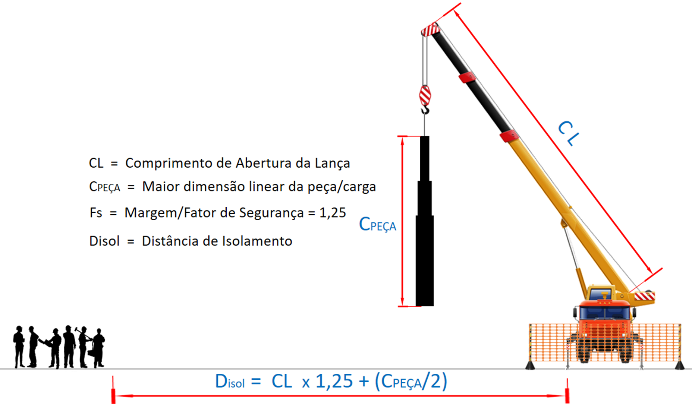 C L
CL = Comprimento de Abertura da Lança
CPEÇA = Maior dimensão linear da peça/carga
Fs = Margem/Fator de Segurança = 1,25
Disol = Distância de Isolamento
CPEÇA
Disol = CL x 1,25 + (CPEÇA/2)